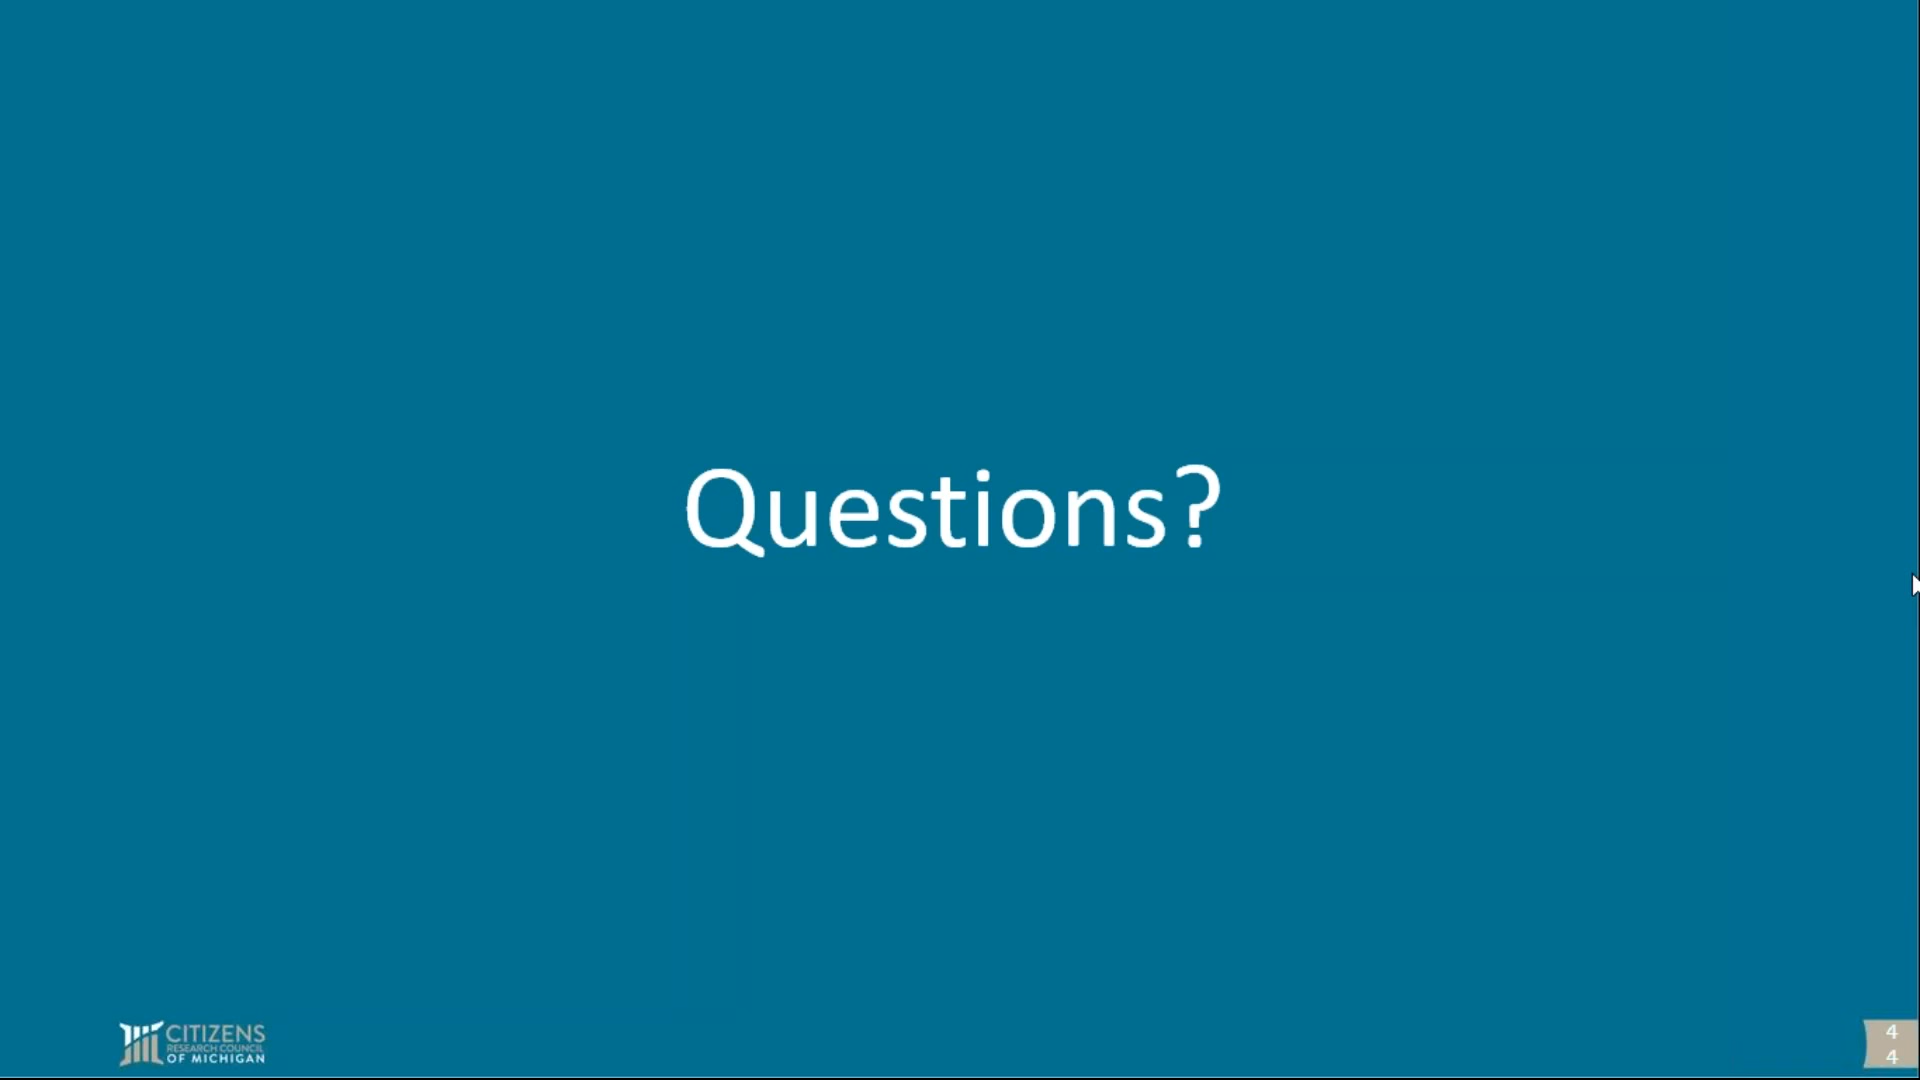 Questions?
CITIZENS
RESEARCH COUNCIL
OF MICHIGAN
4
4